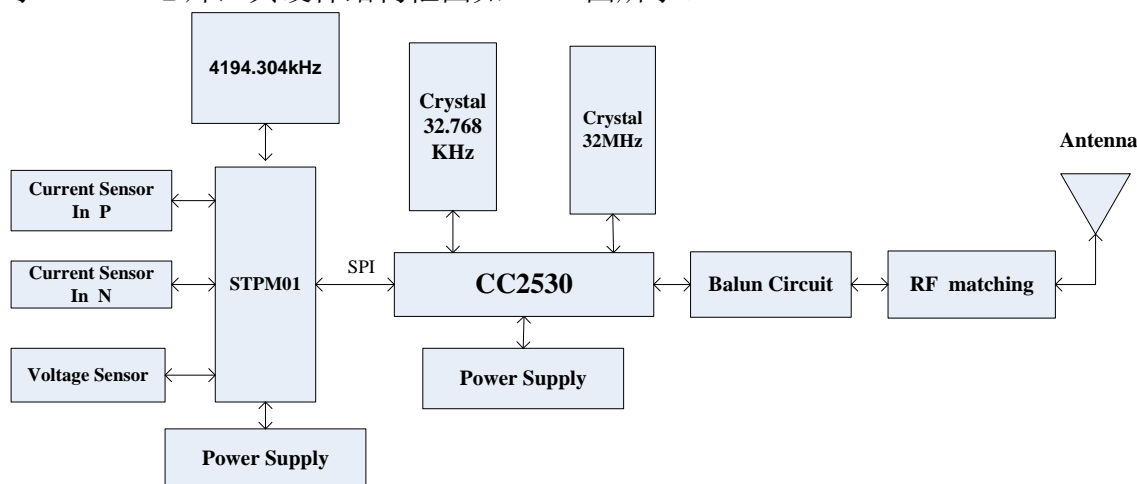 4194.304kHz
Crystal
32.768
KHz
Crystal
32MHz
Antenna
Current Sensor
In P
Current Sensor
In N
STPM01
SPI
CC2530
Balun Circuit
RF matching
Voltage Sensor
Power Supply
Power Supply